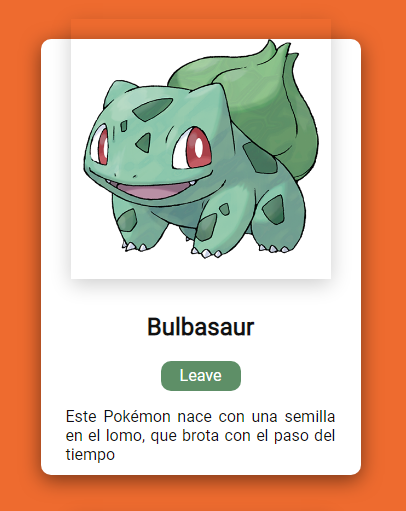 Bulbasaur
Leave
Este Pokémon nace con una semilla
en el lomo, que brota con el paso del
tiempo